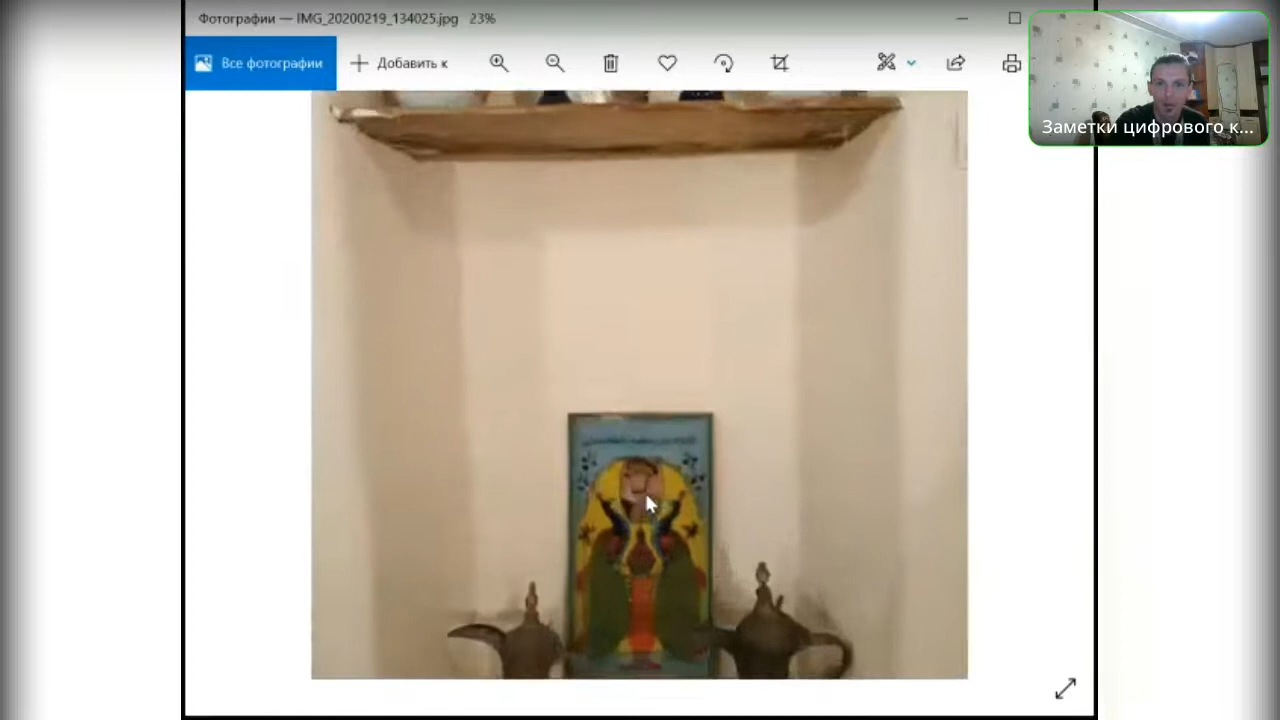 Фотографии — IMG_20200219_134025.jpg 23%
Все фотографии
Добавить к
Заметки цифрового к...